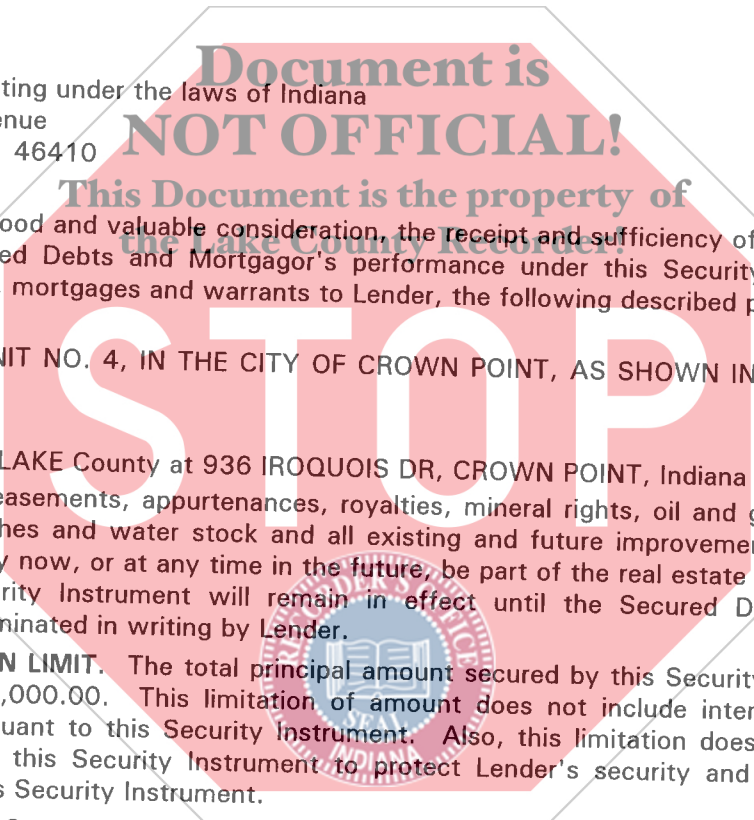 Document is
ting under the laws of Indiana
enue
NOT OFFICIAL!
46410
This Document is the property of
ood and valuable consideration, the receipt and sufficiency of
the Lake County Recorder!
ed Debts and Mortgagor's performance under this Security
mortgages and warrants to Lender, the following described p
STOP
NIT NO. 4, IN THE CITY OF CROWN POINT, AS SHOWN IN
LAKE County at 936 IROQUOIS DR, CROWN POINT, Indiana
easements, appurtenances, royalties, mineral rights, oil and g
hes and water stock and all existing and future improvemen
y now, or at any time in the future, be part of the real estate
RECORDER'S OFFICE
rity Instrument will remain in effect until the Secured D
minated in writing by Lender.
N LIMIT. The total principal amount secured by this Security
,000.00. This limitation of amount does not include inter
SEAL
uant to this Security Instrument. Also, this limitation does
INDIANA
this Security Instrument to protect Lender's security and
s Security Instrument.